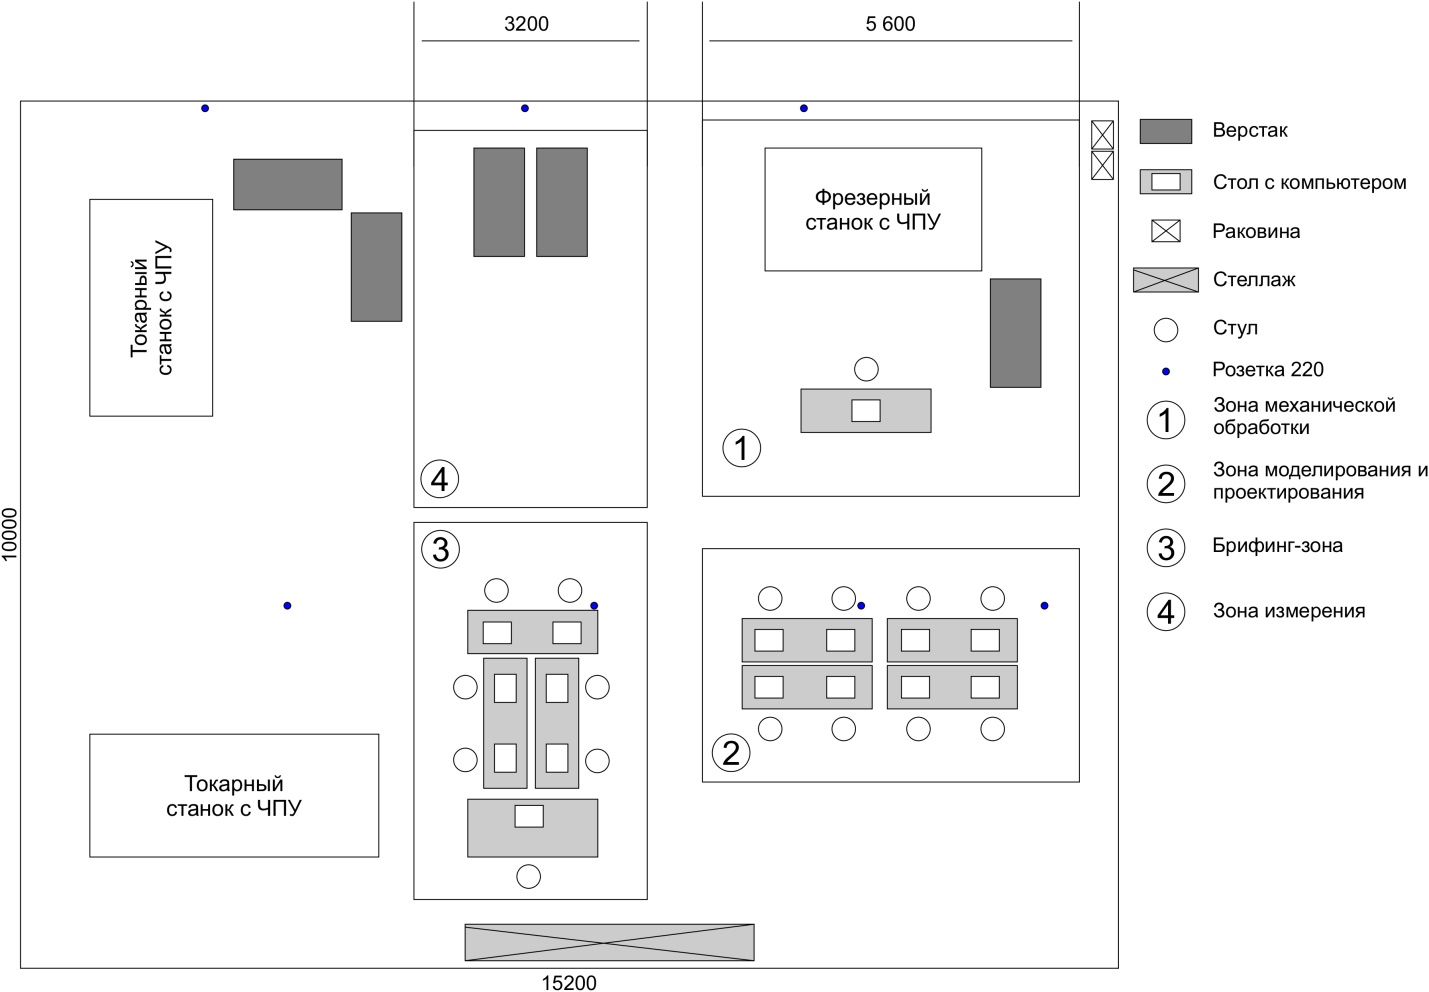 3200
5 600
Токарный
станок с ЧПУ
Фрезерный
станок с ЧПУ
4
1
3
2
Токарный
станок с ЧПУ
10000
15200
Верстак
Стол с компьютером
Раковина
Стеллаж
Стул
Розетка 220
1 Зона механической
обработки
2 Зона моделирования и
проектирования
3 Брифинг-зона
4 Зона измерения